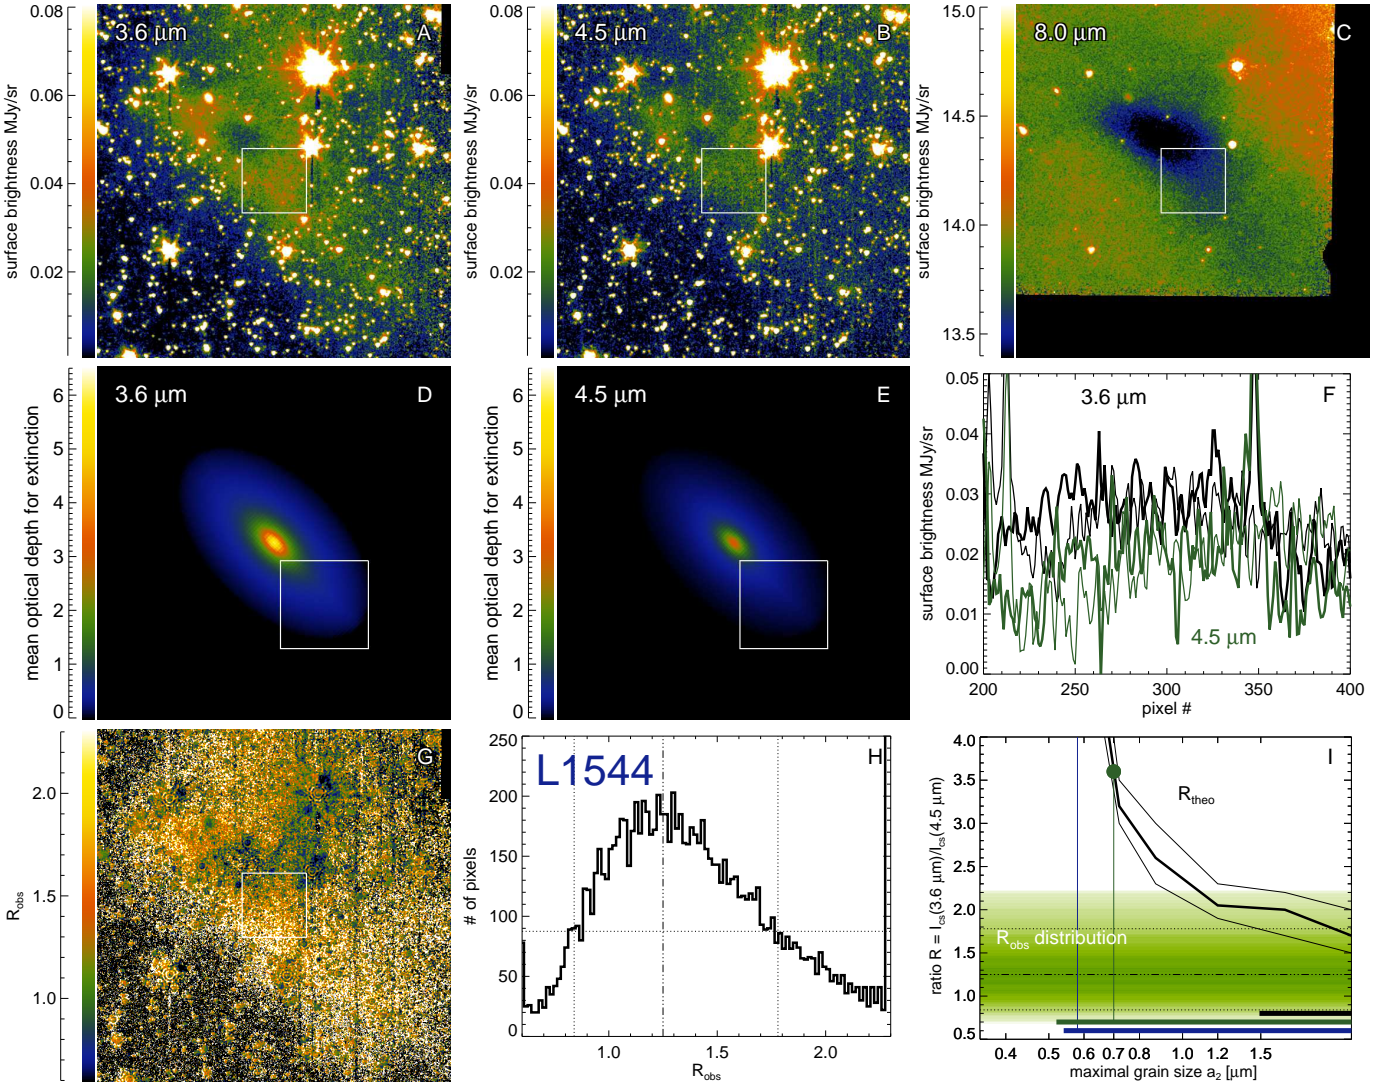 0.08
0.06
0.04
0.02
surface brightness MJy/sr
3.6 μm
A
0.08
0.06
0.04
0.02
surface brightness MJy/sr
4.5 μm
B
15.0
14.5
14.0
13.5
surface brightness MJy/sr
8.0 μm
C
6
5
4
3
2
1
0
mean optical depth for extinction
3.6 μm
D
6
5
4
3
2
1
0
mean optical depth for extinction
4.5 μm
E
0.05
0.04
0.03
0.02
0.01
0.00
surface brightness MJy/sr
3.6 μm
F
4.5 μm
200 250 300 350 400
pixel #
2.0
1.5
1.0
R_obs
G
250
200
150
100
50
0
# of pixels
L1544
H
1.0 1.5 2.0
R_obs
4.0
3.5
3.0
2.5
2.0
1.5
1.0
0.5
ratio R = I_cs(3.6 μm)/I_cs(4.5 μm)
I
R_theo
R_obs distribution
0.4 0.5 0.6 0.7 0.8 1.0 1.2 1.5
maximal grain size a_2 [μm]